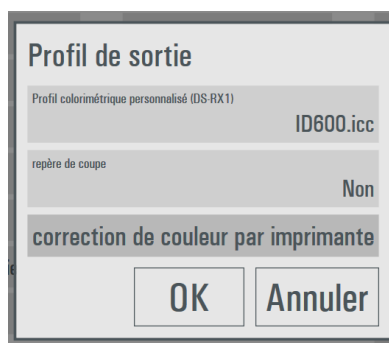 Profil de sortie
Profil colorimétrique personnalisé (DS-RX1)
ID600.icc
repère de coupe
Non
correction de couleur par imprimante
OK
Annuler